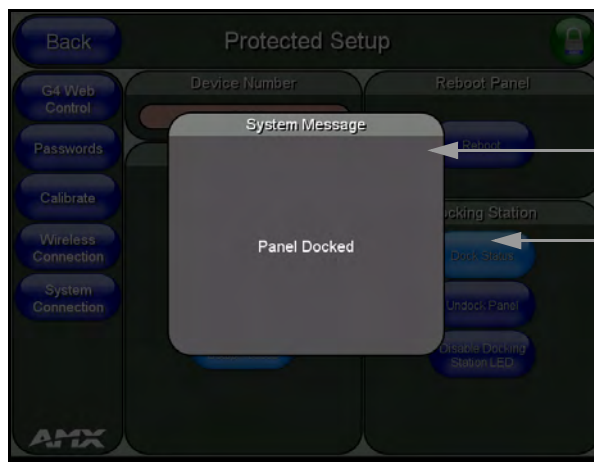 Back
Protected Setup
G4 Web
Control
Passwords
Calibrate
Wireless
Connection
System
Connection
Device Number
Reboot Panel
Reboot
System Message
Panel Docked
cking Station
Dock Status
Undock Panel
Disable Docking
Station LED
AMX